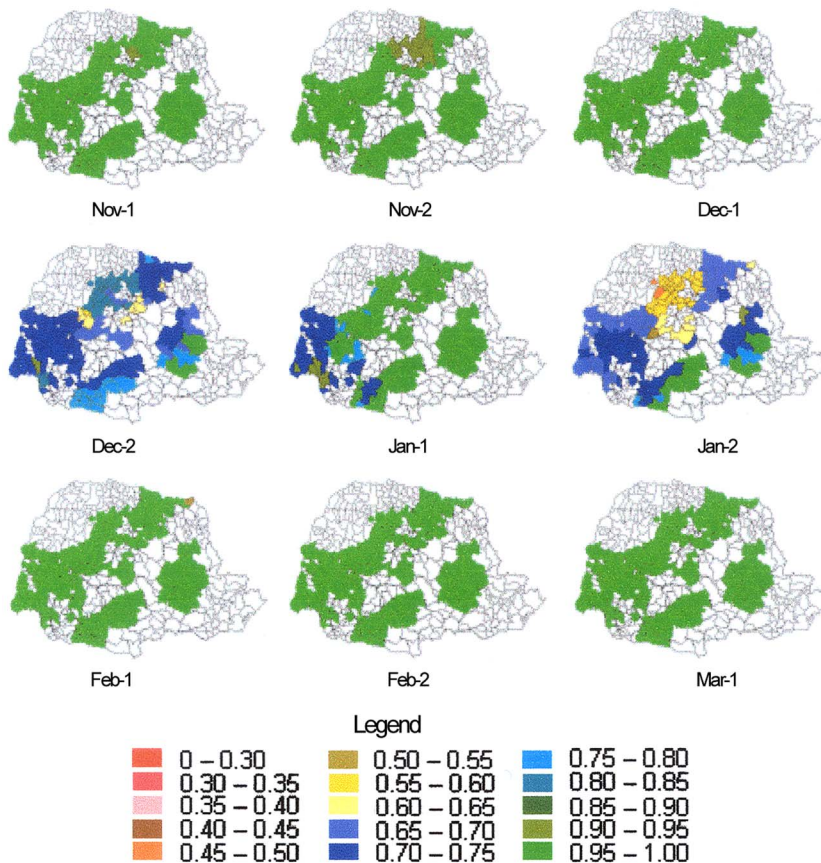 Nov-1 Nov-2 Dec-1
Dec-2 Jan-1 Jan-2
Feb-1 Feb-2 Mar-1
Legend
0 – 0.30 0.50 – 0.55 0.75 – 0.80
0.30 – 0.35 0.55 – 0.60 0.80 – 0.85
0.35 – 0.40 0.60 – 0.65 0.85 – 0.90
0.40 – 0.45 0.65 – 0.70 0.90 – 0.95
0.45 – 0.50 0.70 – 0.75 0.95 – 1.00